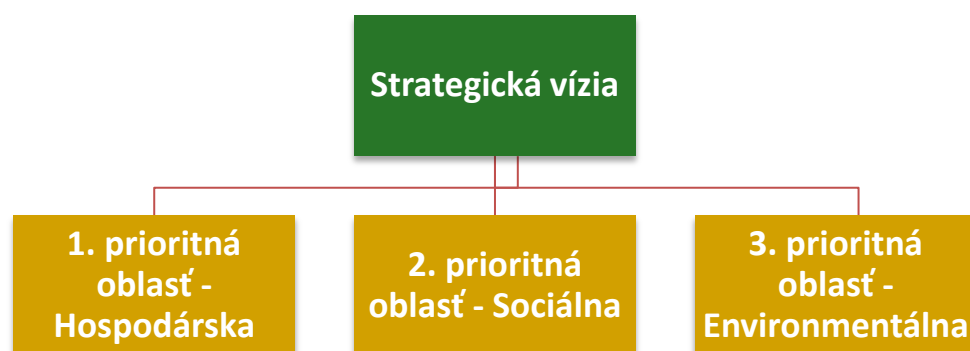 Strategická vízia
1. prioritná
oblasť -
Hospodárska
2. prioritná
oblasť - Sociálna
3. prioritná
oblasť -
Environmentálna